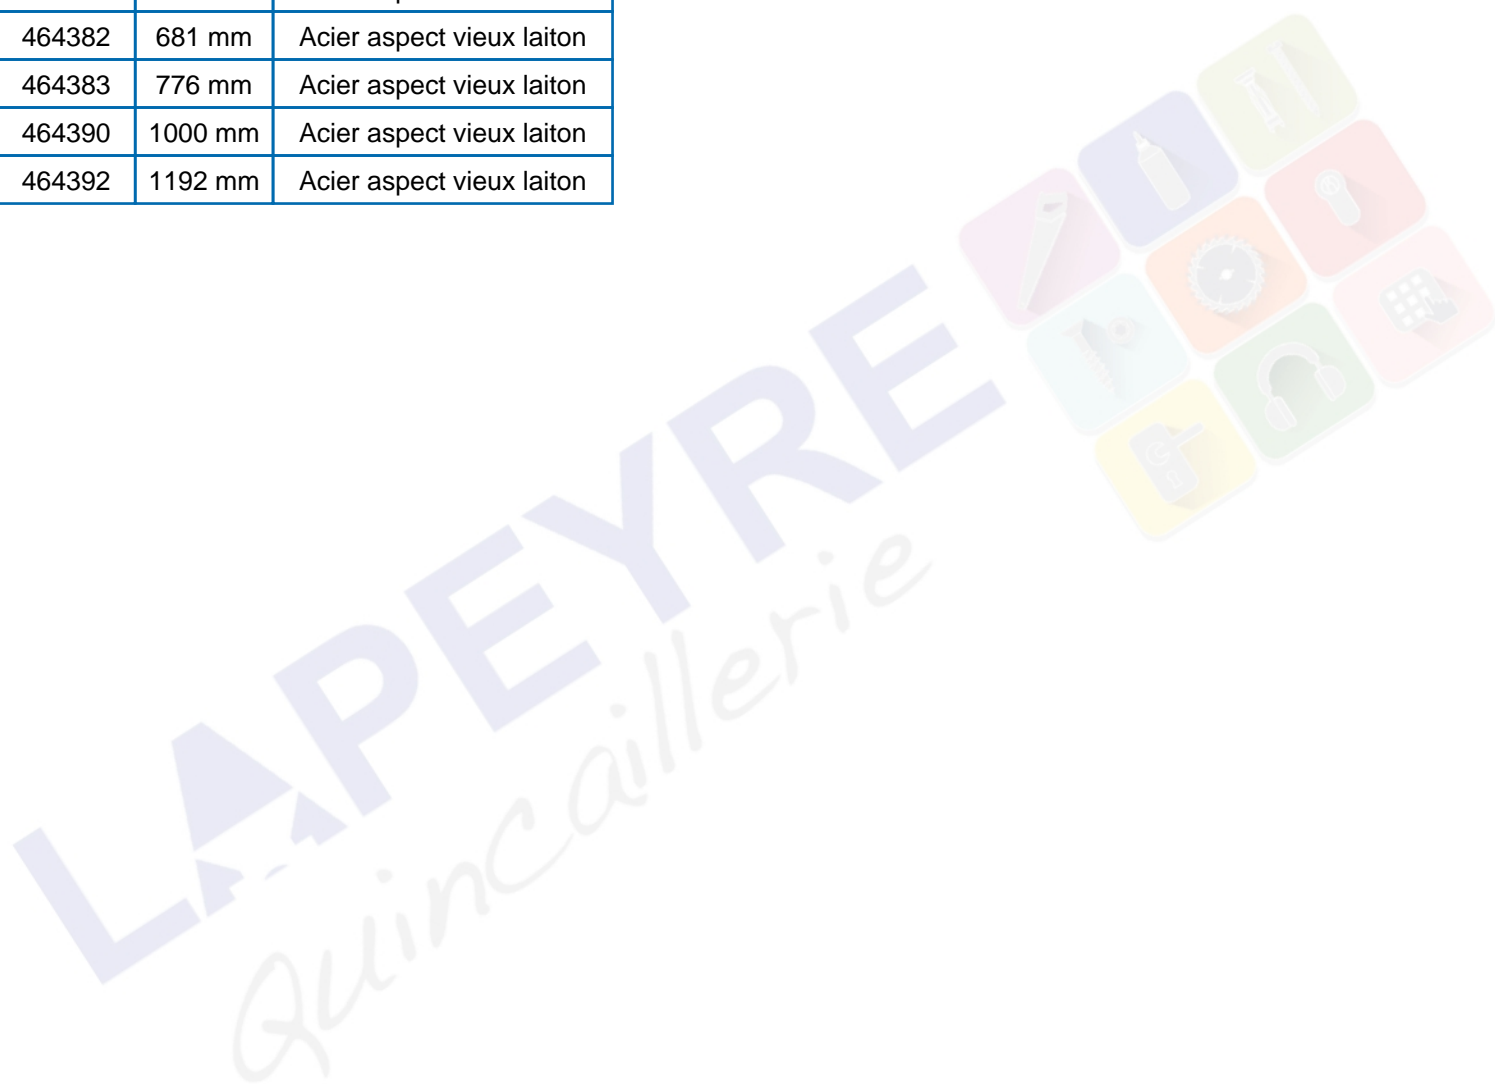 464382 681 mm Acier aspect vieux laiton
464383 776 mm Acier aspect vieux laiton
464390 1000 mm Acier aspect vieux laiton
464392 1192 mm Acier aspect vieux laiton
LAPEYRE
Quincaillerie